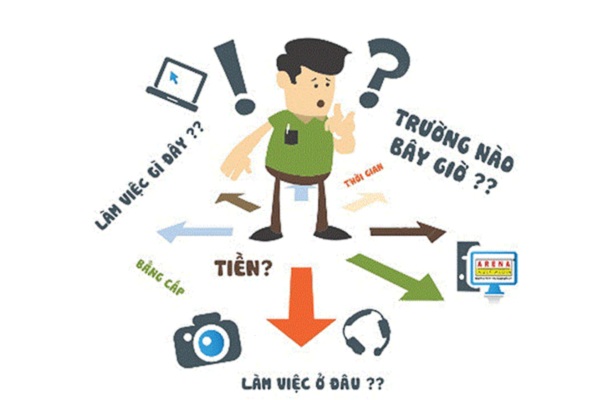 TRƯỜNG NÀO
BÂY GIỜ ??
LÀM VIỆC GÌ ĐÂY ??
THỜI GIAN
BẰNG CẤP
TIỀN?
ARENA
LÀM VIỆC Ở ĐÂU ??